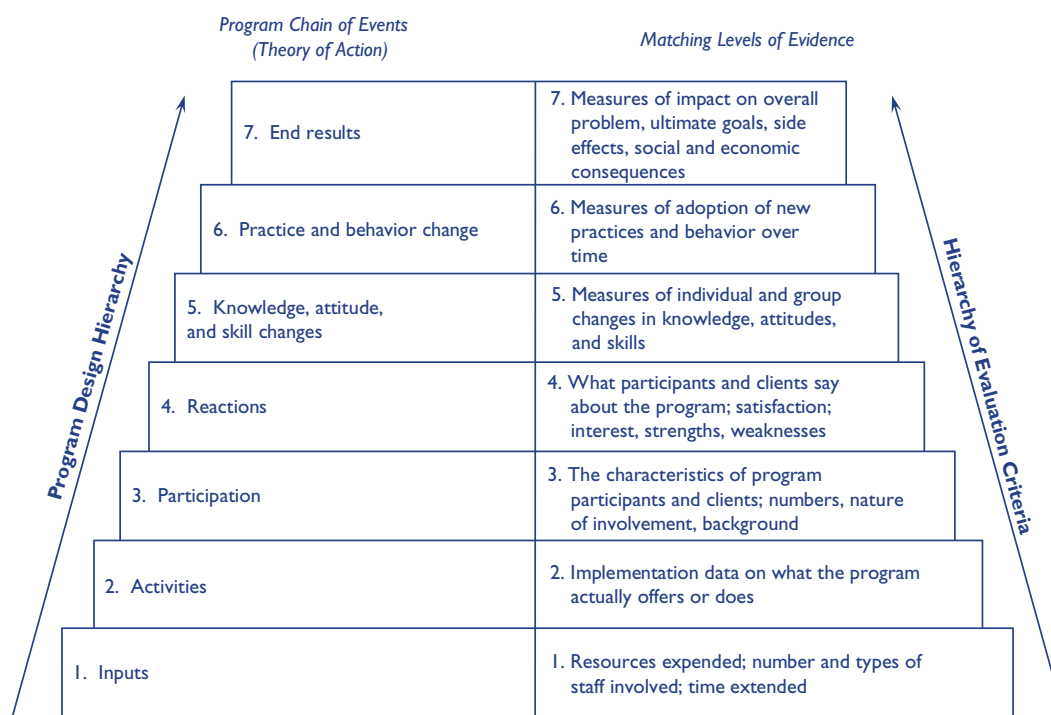 Program Chain of Events
(Theory of Action)
Matching Levels of Evidence
7. End results
7. Measures of impact on overall
problem, ultimate goals, side
effects, social and economic
consequences
6. Practice and behavior change
6. Measures of adoption of new
practices and behavior over
time
5. Knowledge, attitude,
and skill changes
5. Measures of individual and group
changes in knowledge, attitudes,
and skills
4. Reactions
4. What participants and clients say
about the program; satisfaction;
interest, strengths, weaknesses
3. Participation
3. The characteristics of program
participants and clients; numbers, nature
of involvement, background
2. Activities
2. Implementation data on what the program
actually offers or does
1. Inputs
1. Resources expended; number and types of
staff involved; time extended
Program Design Hierarchy
Hierarchy of Evaluation Criteria